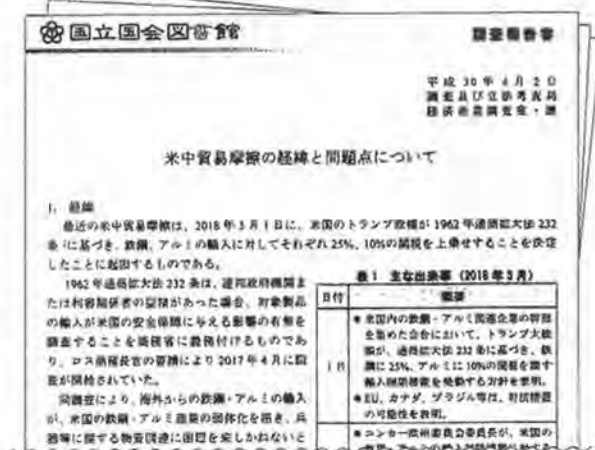 国立国会図書館
調査報告書
平成30年4月2日
調査及び立法考査局
経済産業調査室・課
米中貿易摩擦の経緯と問題点について
1. 経緯
最近の米中貿易摩擦は、2018年3月1日に、米国のトランプ政権が1962年通商拡大法232
条に基づき、鉄鋼、アルミの輸入に対してそれぞれ25%、10%の関税を上乗せすることを決定
したことに起因するものである。
1962年通商拡大法232条は、連邦政府機関ま
たは利害関係者の要請があった場合、対象製品
の輸入が米国の安全保障に与える影響の有無を
調査することを商務省に義務付けるものであ
り、ロス商務長官の要請により2017年4月に調
査が開始されていた。
同調査により、海外からの鉄鋼・アルミの輸入
が、米国の鉄鋼・アルミ産業の弱体化を招き、兵
器等に関する物資調達に困難を来しかねないと
表1 主な出来事(2018年3月)
日付
概要
1日
● 米国内の鉄鋼・アルミ関連企業の幹部
を集めた会合において、トランプ大統
領が、通商拡大法232条に基づき、鉄
鋼に25%、アルミに10%の関税を課す
輸入制限措置を発動する方針を表明。
● EU、カナダ、ブラジル等は、対抗措置
の可能性を表明。
● ユンカー欧州委員会委員長が、米国の